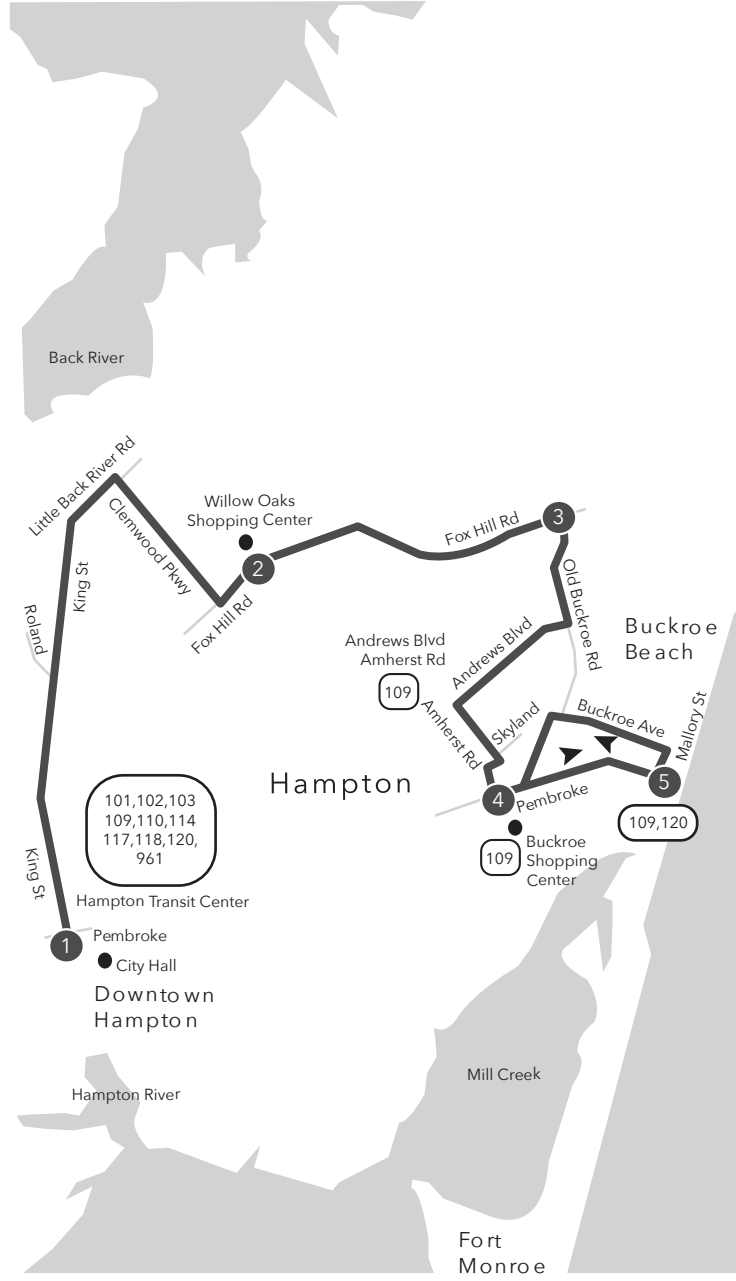 Back River
Little Back River Rd
Clemwood Pkwy
Willow Oaks
Shopping Center
2
Fox Hill Rd
Fox Hill Rd
3
King St
Roland
Old Buckroe Rd
Andrews Blvd
Buckroe
Beach
Andrews Blvd
Amherst Rd
109
Amherst Rd
Skyland
Buckroe Ave
Mallory St
Hampton
4
Pembroke
5
109,120
109
Buckroe
Shopping
Center
101,102,103
109,110,114
117,118,120,
961
Hampton Transit Center
King St
1
Pembroke
City Hall
Downtown
Hampton
Mill Creek
Hampton River
Fort
Monroe